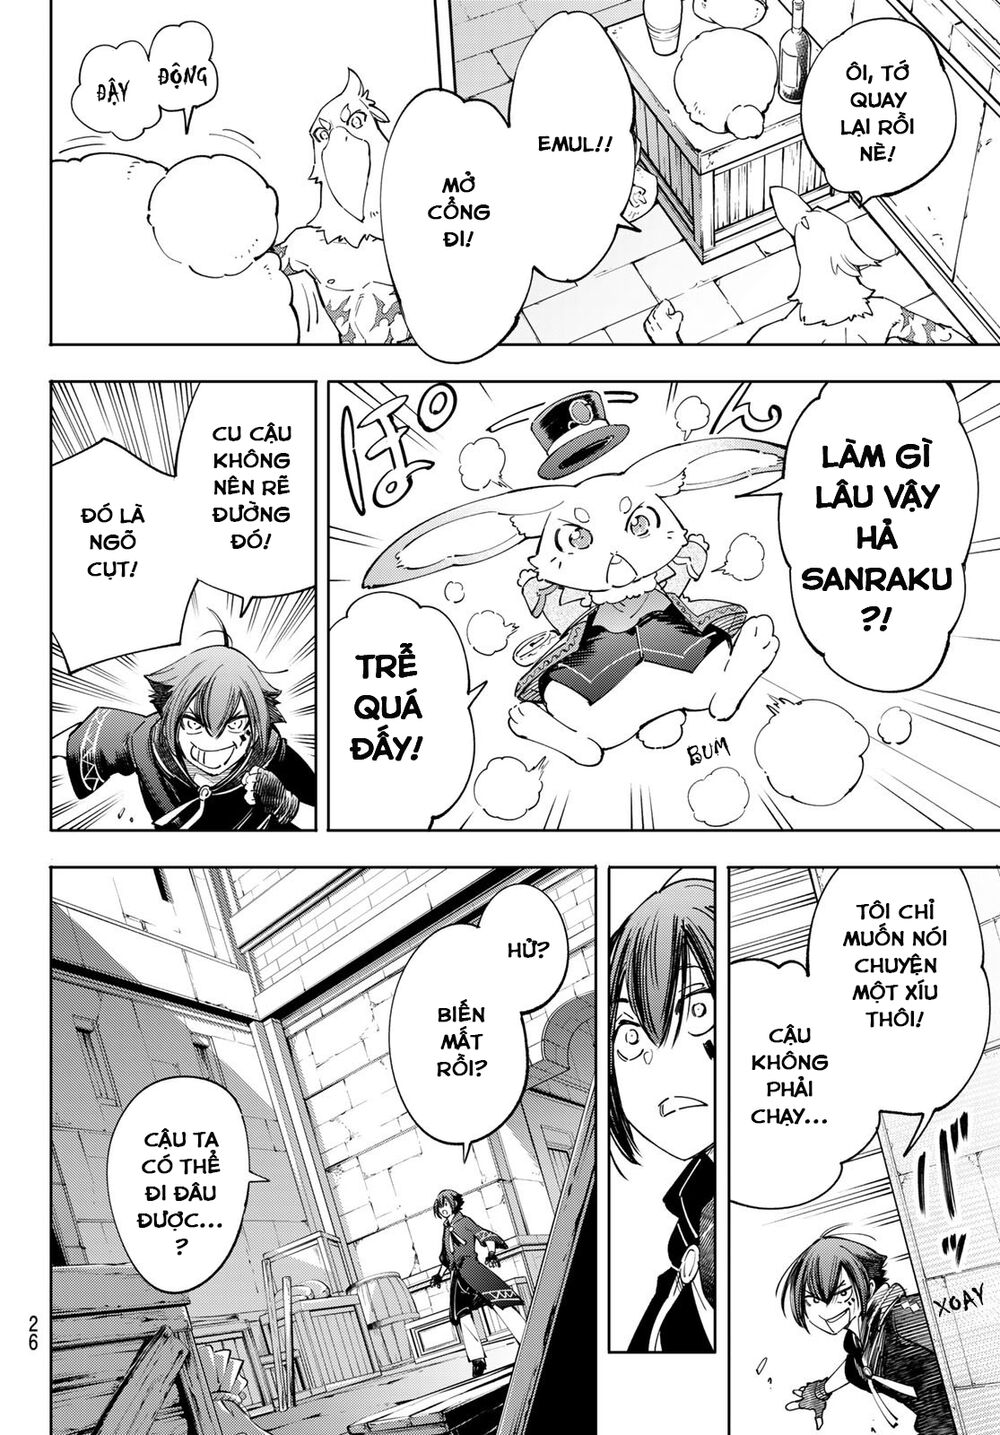 ÔI, TỚ
QUAY
LẠI RỒI
NÈ!
EMUL!!
MỞ
CỔNG
ĐI!
ĐỘNG
ĐẬY
LÀM GÌ
LÂU VẬY
HẢ
SANRAKU
?!
ぽん
TRỄ
QUÁ
ĐẤY!
BUM
CU CẬU
KHÔNG
NÊN RẼ
ĐƯỜNG
ĐÓ!
ĐÓ LÀ
NGÕ
CỤT!
TÔI CHỈ
MUỐN NÓI
CHUYỆN
MỘT XÍU
THÔI!
CẬU
KHÔNG
PHẢI
CHẠY...
XOAY
HỬ?
BIẾN
MẤT
RỒI?
CẬU TA
CÓ THỂ
ĐI ĐÂU
ĐƯỢC...
?
26